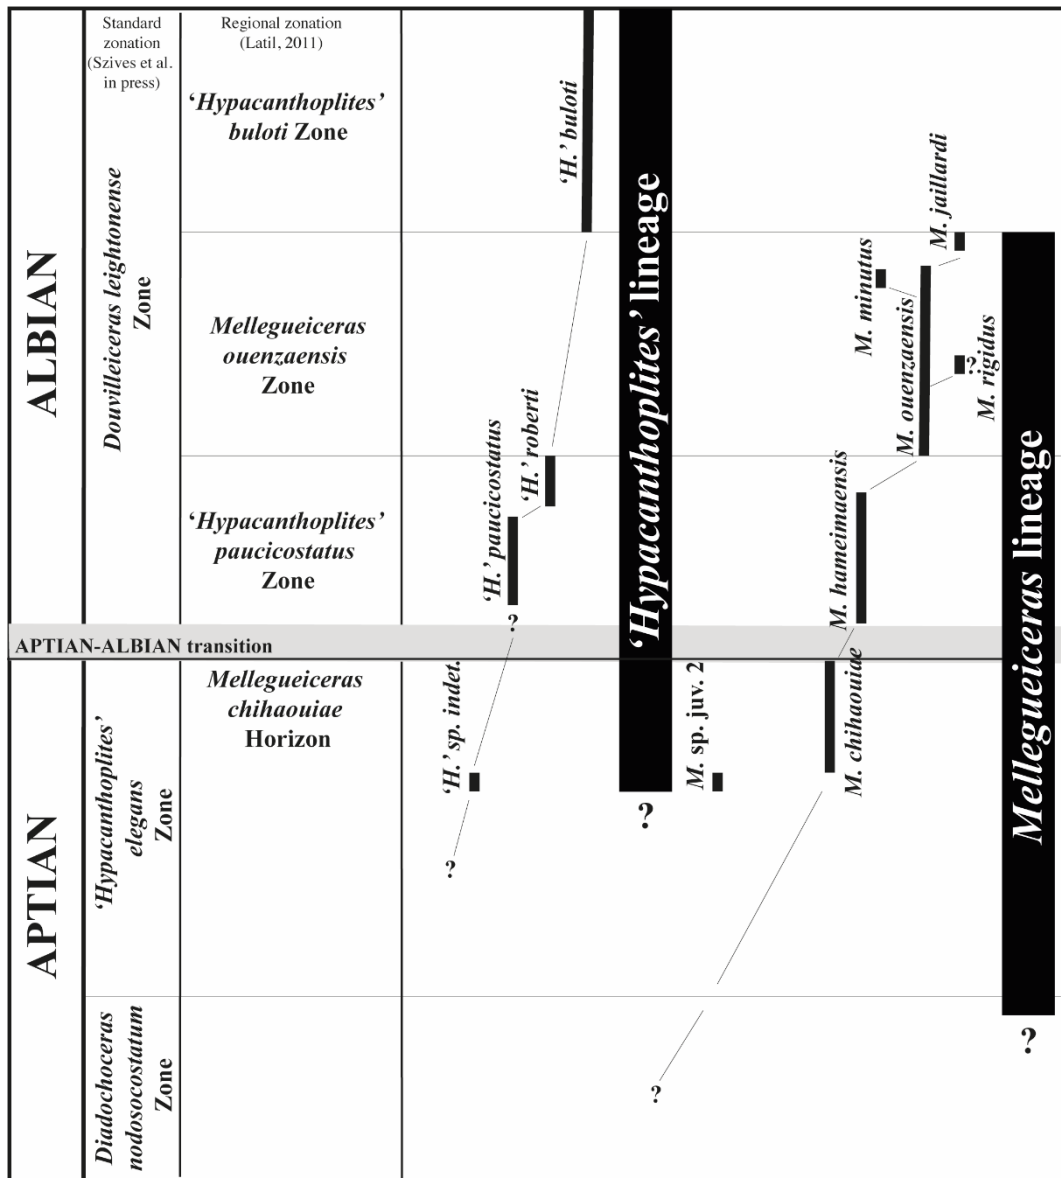 Standard
zonation
(Szives et al.
in press)
Regional zonation
(Latil, 2011)
ALBIAN
Douvilleiceras leightonense
Zone
‘Hypacanthoplites’
buloti Zone
Mellegueiceras
ouenzaensis
Zone
‘Hypacanthoplites’
paucicostatus
Zone
APTIAN-ALBIAN transition
APTIAN
‘Hypacanthoplites’
elegans
Zone
Mellegueiceras
chihaouiae
Horizon
Diadochoceras
nodosocostatum
Zone
‘H.’ buloti
‘H.’ roberti
‘H.’ paucicostatus
?
‘H.’ sp. indet.
?
‘Hypacanthoplites’ lineage
?
M. jaillardi
M. minutus
M. ouenzaensis
?
M. rigidus
M. hameimaensis
M. sp. juv. 2
M. chihaouiae
?
Mellegueiceras lineage
?